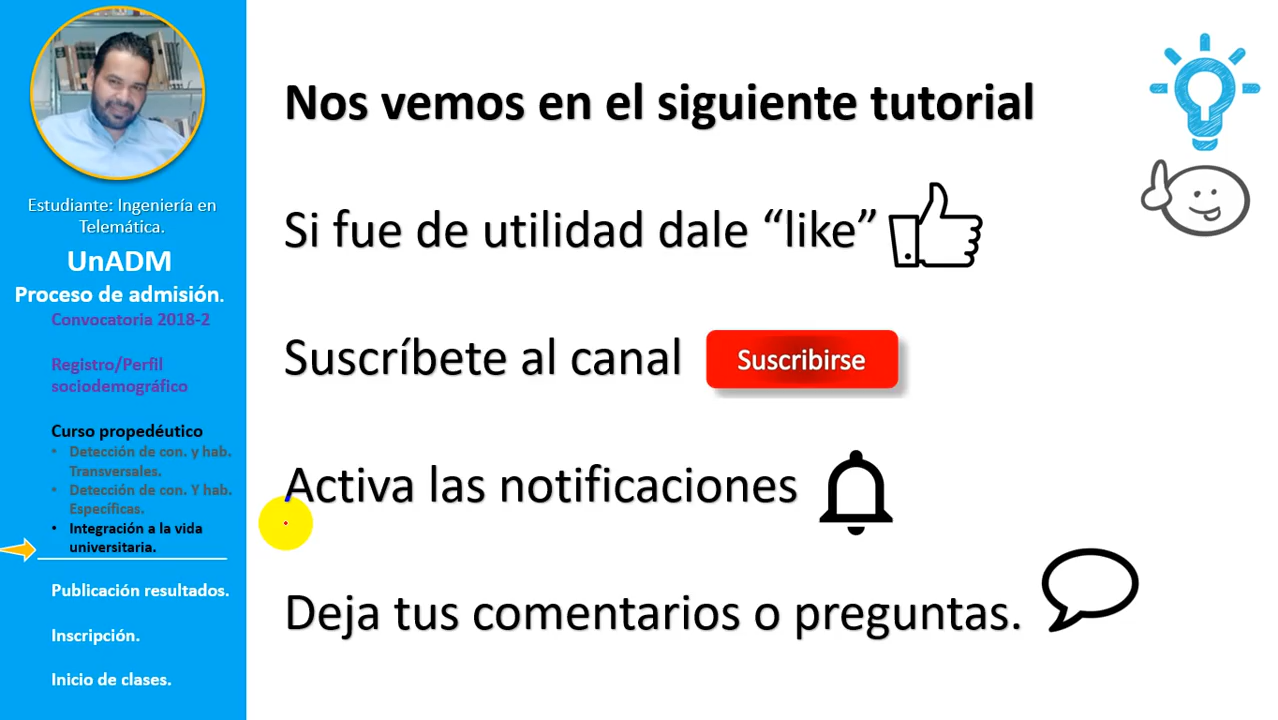 Estudiante: Ingeniería en
Telemática.
UnADM
Proceso de admisión.
Convocatoria 2018-2
Registro/Perfil
sociodemográfico
Curso propedéutico
• Detección de con. y hab.
Transversales.
• Detección de con. Y hab.
Específicas.
• Integración a la vida
universitaria.
Publicación resultados.
Inscripción.
Inicio de clases.
Nos vemos en el siguiente tutorial
Si fue de utilidad dale “like”
Suscríbete al canal
Suscribirse
Activa las notificaciones
Deja tus comentarios o preguntas.